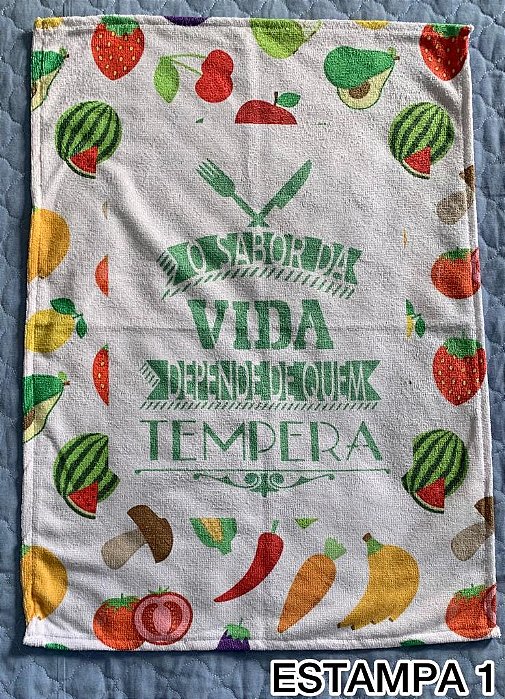 O SABOR DA
VIDA
DEPENDE DE QUEM
TEMPERA
ESTAMPA 1